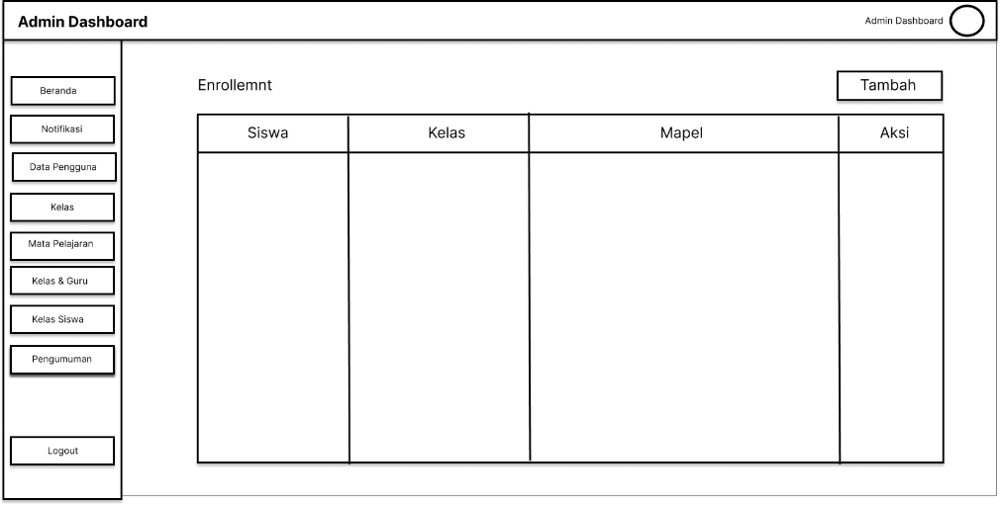 Admin Dashboard
Admin Dashboard
Beranda
Notifikasi
Data Pengguna
Kelas
Mata Pelajaran
Kelas & Guru
Kelas Siswa
Pengumuman
Logout
Enrollemnt
Tambah
Siswa Kelas Mapel Aksi